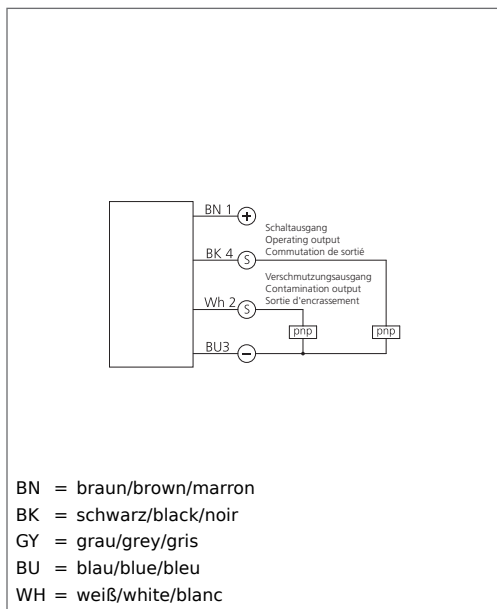 BN 1 +
Schaltausgang
Operating output
Commutation de sortié
BK 4 S
Verschmutzungsausgang
Contamination output
Sortie d'encrassement
Wh 2 S
pnp pnp
BU3 −
BN = braun/brown/marron
BK = schwarz/black/noir
GY = grau/grey/gris
BU = blau/blue/bleu
WH = weiß/white/blanc